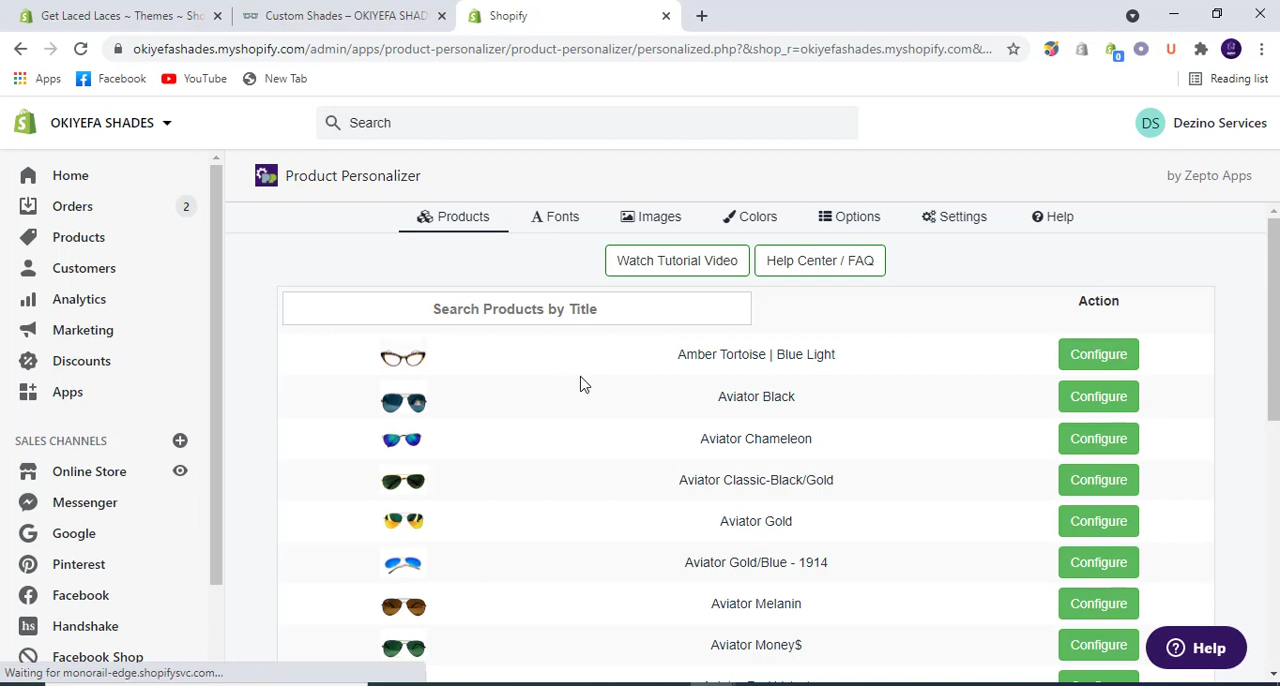 Get Laced Laces ~ Themes ~ Sho
Custom Shades – OKIYEFA SHAD
Shopify
okiyefashades.myshopify.com/admin/apps/product-personalizer/product-personalizer/personalized.php?&shop_r=okiyefashades.myshopify.com&...
0
U
Apps
Facebook
YouTube
New Tab
Reading list
OKIYEFA SHADES
Search
DS
Dezino Services
Home
Orders
2
Products
Customers
Analytics
Marketing
Discounts
Apps
SALES CHANNELS
Online Store
Messenger
Google
Pinterest
Facebook
hs
Handshake
Facebook Shop
Waiting for monorail-edge.shopifysvc.com...
Product Personalizer
by Zepto Apps
Products
Fonts
Images
Colors
Options
Settings
Help
Watch Tutorial Video
Help Center / FAQ
Search Products by Title
Action
Amber Tortoise | Blue Light
Configure
Aviator Black
Configure
Aviator Chameleon
Configure
Aviator Classic-Black/Gold
Configure
Aviator Gold
Configure
Aviator Gold/Blue - 1914
Configure
Aviator Melanin
Configure
Aviator Money$
Configure
Help